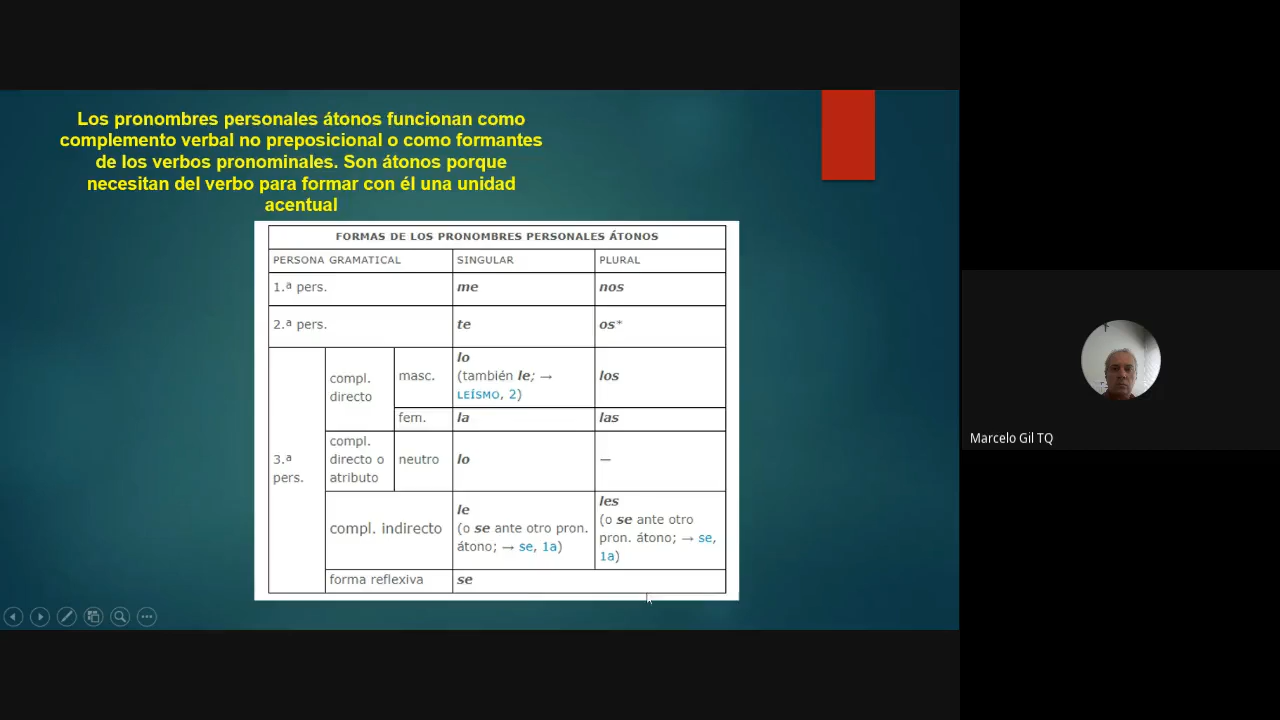 Los pronombres personales átonos funcionan como
complemento verbal no preposicional o como formantes
de los verbos pronominales. Son átonos porque
necesitan del verbo para formar con él una unidad
acentual
FORMAS DE LOS PRONOMBRES PERSONALES ÁTONOS
PERSONA GRAMATICAL SINGULAR PLURAL
1.ª pers. me nos
2.ª pers. te os*
3.ª
pers.
compl.
directo
masc.
lo
(también le; →
LEÍSMO, 2)
los
fem. la las
compl.
directo o
atributo
neutro lo —
compl. indirecto
le
(o se ante otro pron.
átono; → se, 1a)
les
(o se ante otro
pron. átono; → se,
1a)
forma reflexiva se
Marcelo Gil TQ